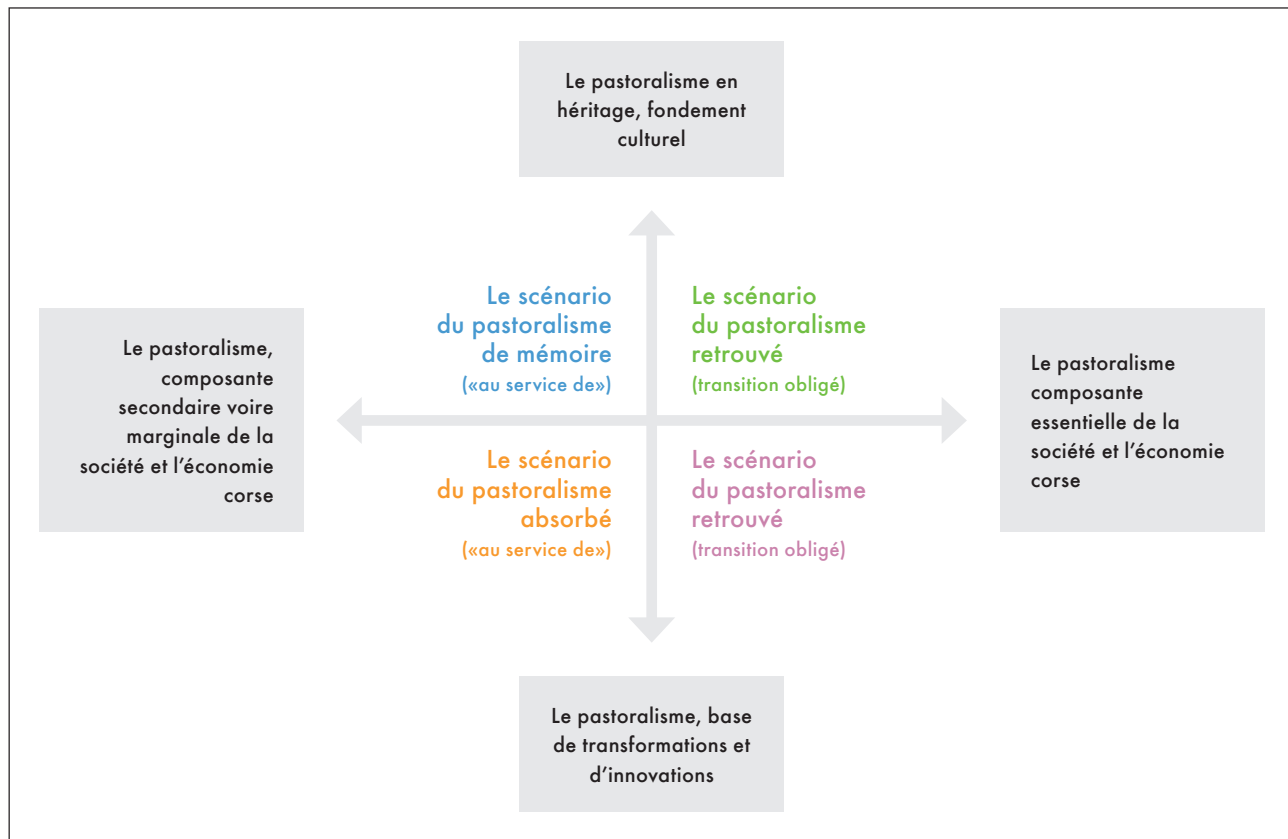 Le pastoralisme en
héritage, fondement
culturel
Le scénario
du pastoralisme
de mémoire
(«au service de»)
Le scénario
du pastoralisme
retrouvé
(transition obligé)
Le pastoralisme,
composante
secondaire voire
marginale de la
société et l’économie
corse
Le pastoralisme
composante
essentielle de la
société et l’économie
corse
Le scénario
du pastoralisme
absorbé
(«au service de»)
Le scénario
du pastoralisme
retrouvé
(transition obligé)
Le pastoralisme, base
de transformations et
d’innovations